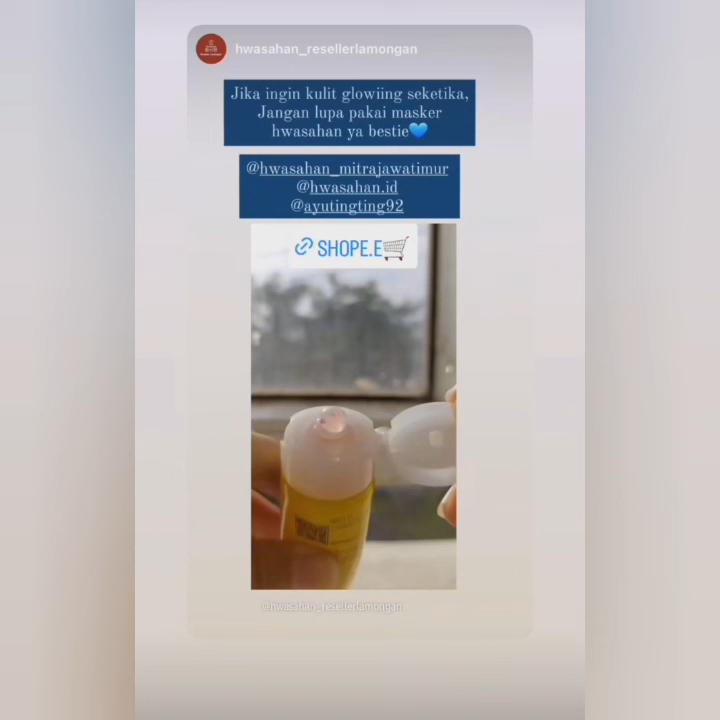 hwasahan_resellerlamongan
Jika ingin kulit glowiing seketika,
Jangan lupa pakai masker
hwasahan ya bestie💙
@hwasahan_mitrajawatimur
@hwasahan.id
@ayutingting92
SHOPE.E
@hwasahan_resellerlamongan